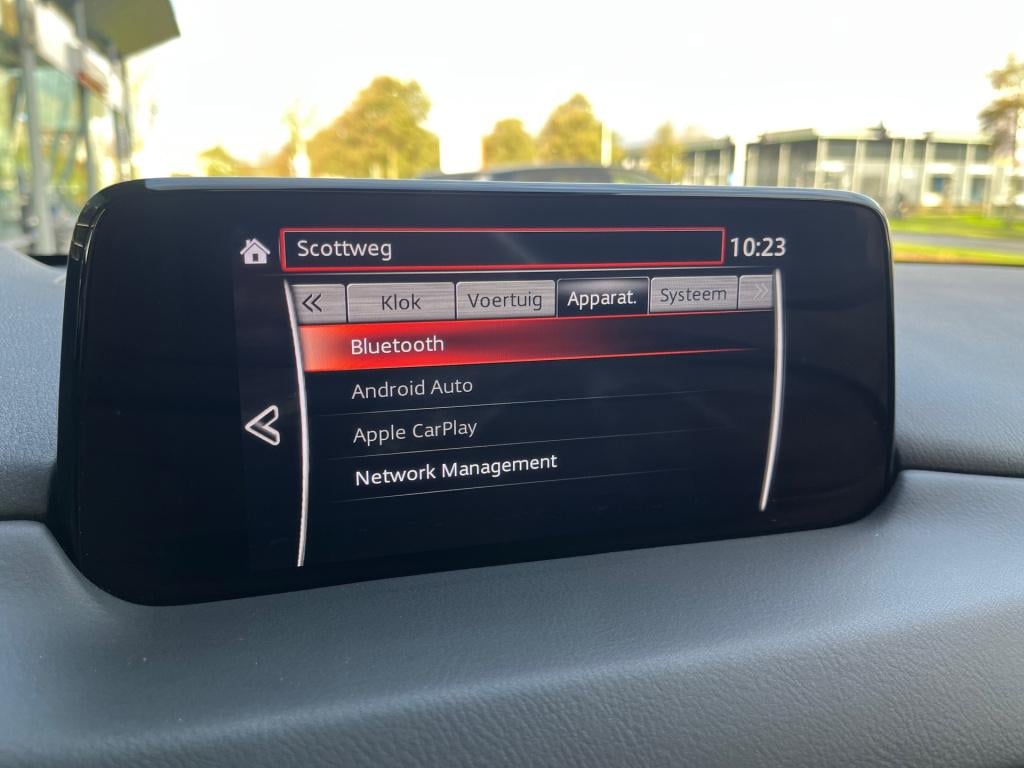 Scottweg 10:23
« Klok Voertuig Apparat. Systeem »
Bluetooth
Android Auto
Apple CarPlay
Network Management